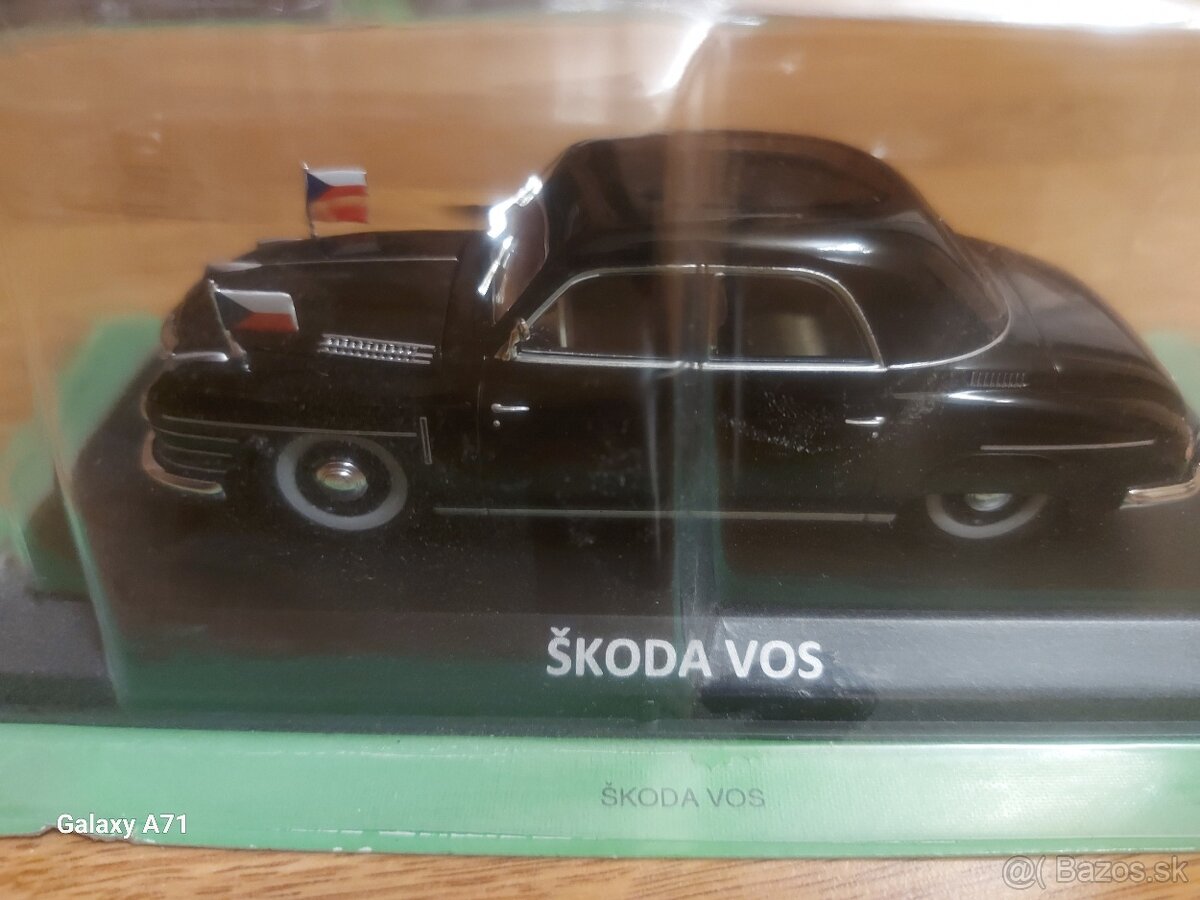 ŠKODA VOS
ŠKODA VOS
Galaxy A71
@( Bazos.sk